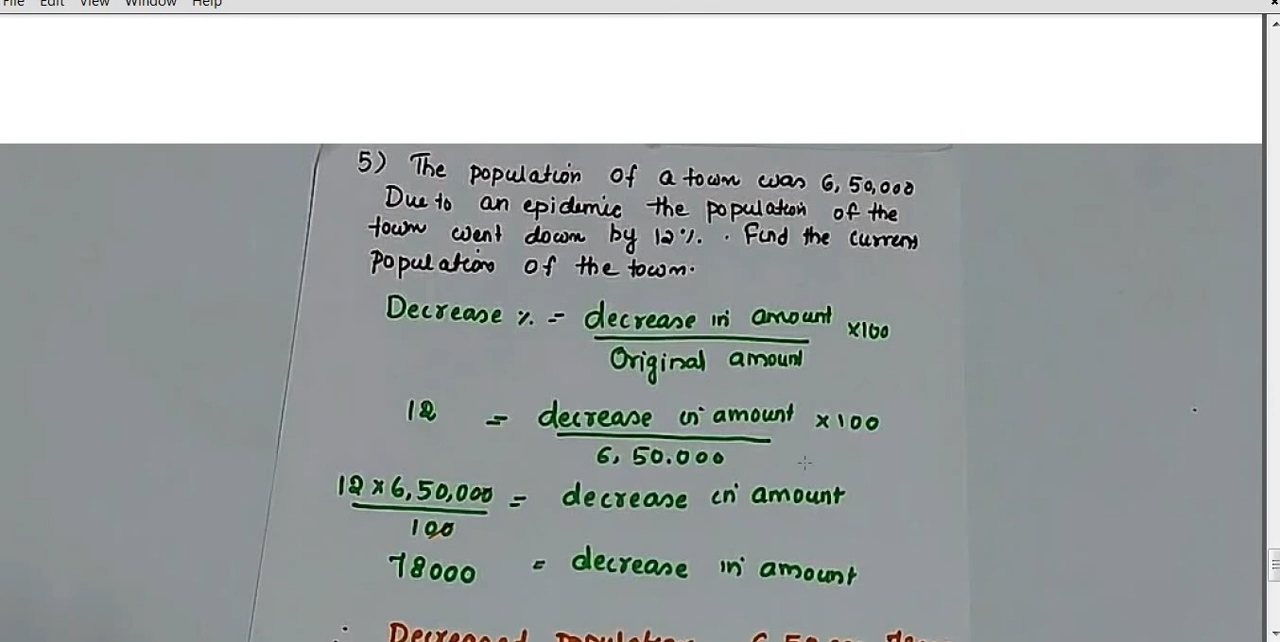 File Edit View Window Help
5) The population of a town was 6,50,000
Due to an epidemic the population of the
town went down by 12%. Find the current
population of the town.
Decrease % = decrease in amount ×100
Original amount
12 = decrease in amount ×100
6,50.000
12×6,50,000 = decrease in amount
100
78000 = decrease in amount
∴ Decreased population